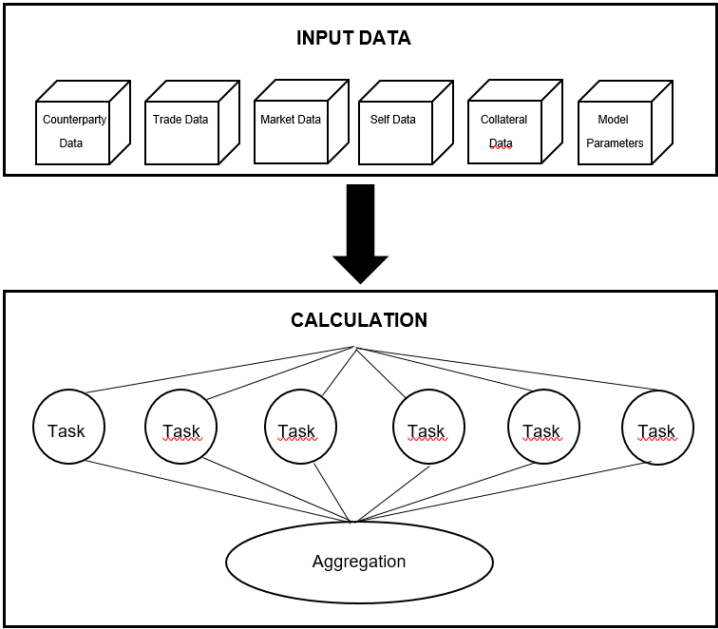 INPUT DATA
Counterparty
Data
Trade Data
Market Data
Self Data
Collateral
Data
Model
Parameters
CALCULATION
Task
Task
Task
Task
Task
Task
Aggregation